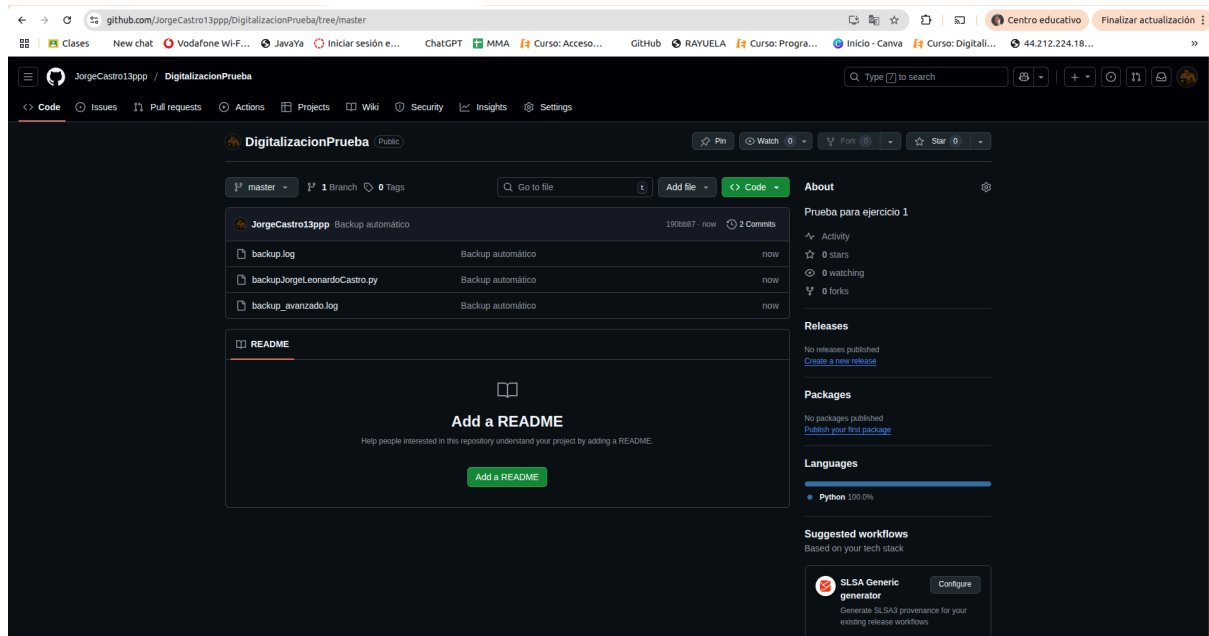 github.com/JorgeCastro13ppp/DigitalizacionPrueba/tree/master
Centro educativo
Finalizar actualización
Clases
New chat
Vodafone Wi-F...
JavaYa
Iniciar sesión e...
ChatGPT
MMA
Curso: Acceso...
GitHub
RAYUELA
Curso: Progra...
Inicio - Canva
Curso: Digitali...
44.212.224.18...
»
JorgeCastro13ppp / DigitalizacionPrueba
Type / to search
Code
Issues
Pull requests
Actions
Projects
Wiki
Security
Insights
Settings
DigitalizacionPrueba Public
Pin
Watch 0
Fork 0
Star 0
master
1 Branch
0 Tags
Go to file
t
Add file
<> Code
JorgeCastro13ppp Backup automático
190bb87 · now
2 Commits
backup.log Backup automático now
backupJorgeLeonardoCastro.py Backup automático now
backup_avanzado.log Backup automático now
README
Add a README
Help people interested in this repository understand your project by adding a README.
Add a README
About
Prueba para ejercicio 1
Activity
0 stars
0 watching
0 forks
Releases
No releases published
Create a new release
Packages
No packages published
Publish your first package
Languages
Python 100.0%
Suggested workflows
Based on your tech stack
SLSA Generic
generator
Configure
Generate SLSA3 provenance for your
existing release workflows